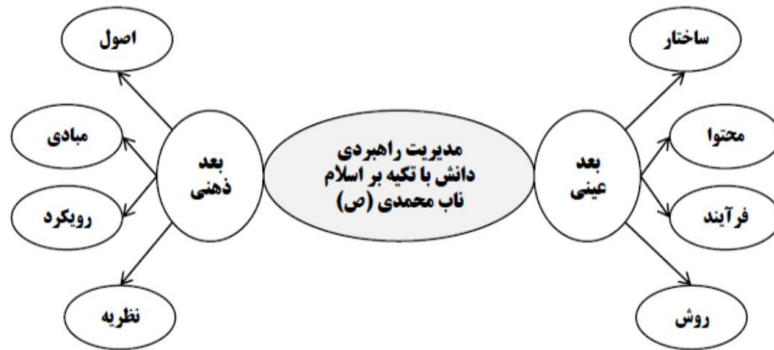 ساختار
اصول
محتوا
مبادی
مدیریت راهبردی
دانش با تکیه بر اسلام
ناب محمدی (ص)
بعد
عینی
بعد
ذهنی
فرآیند
رویکرد
روش
نظریه